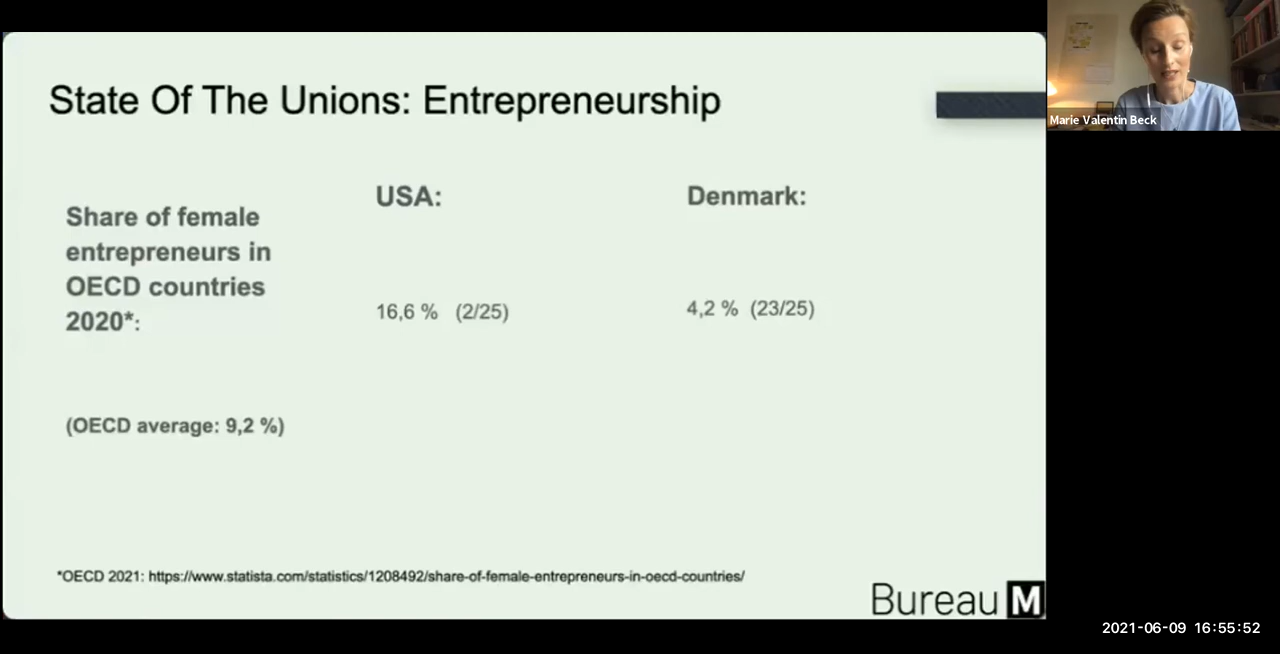 State Of The Unions: Entrepreneurship
Share of female
entrepreneurs in
OECD countries
2020*:
USA:
Denmark:
16,6 % (2/25)
4,2 % (23/25)
(OECD average: 9,2 %)
*OECD 2021: https://www.statista.com/statistics/1208492/share-of-female-entrepreneurs-in-oecd-countries/
Bureau M
Marie Valentin Beck
2021-06-09 16:55:52